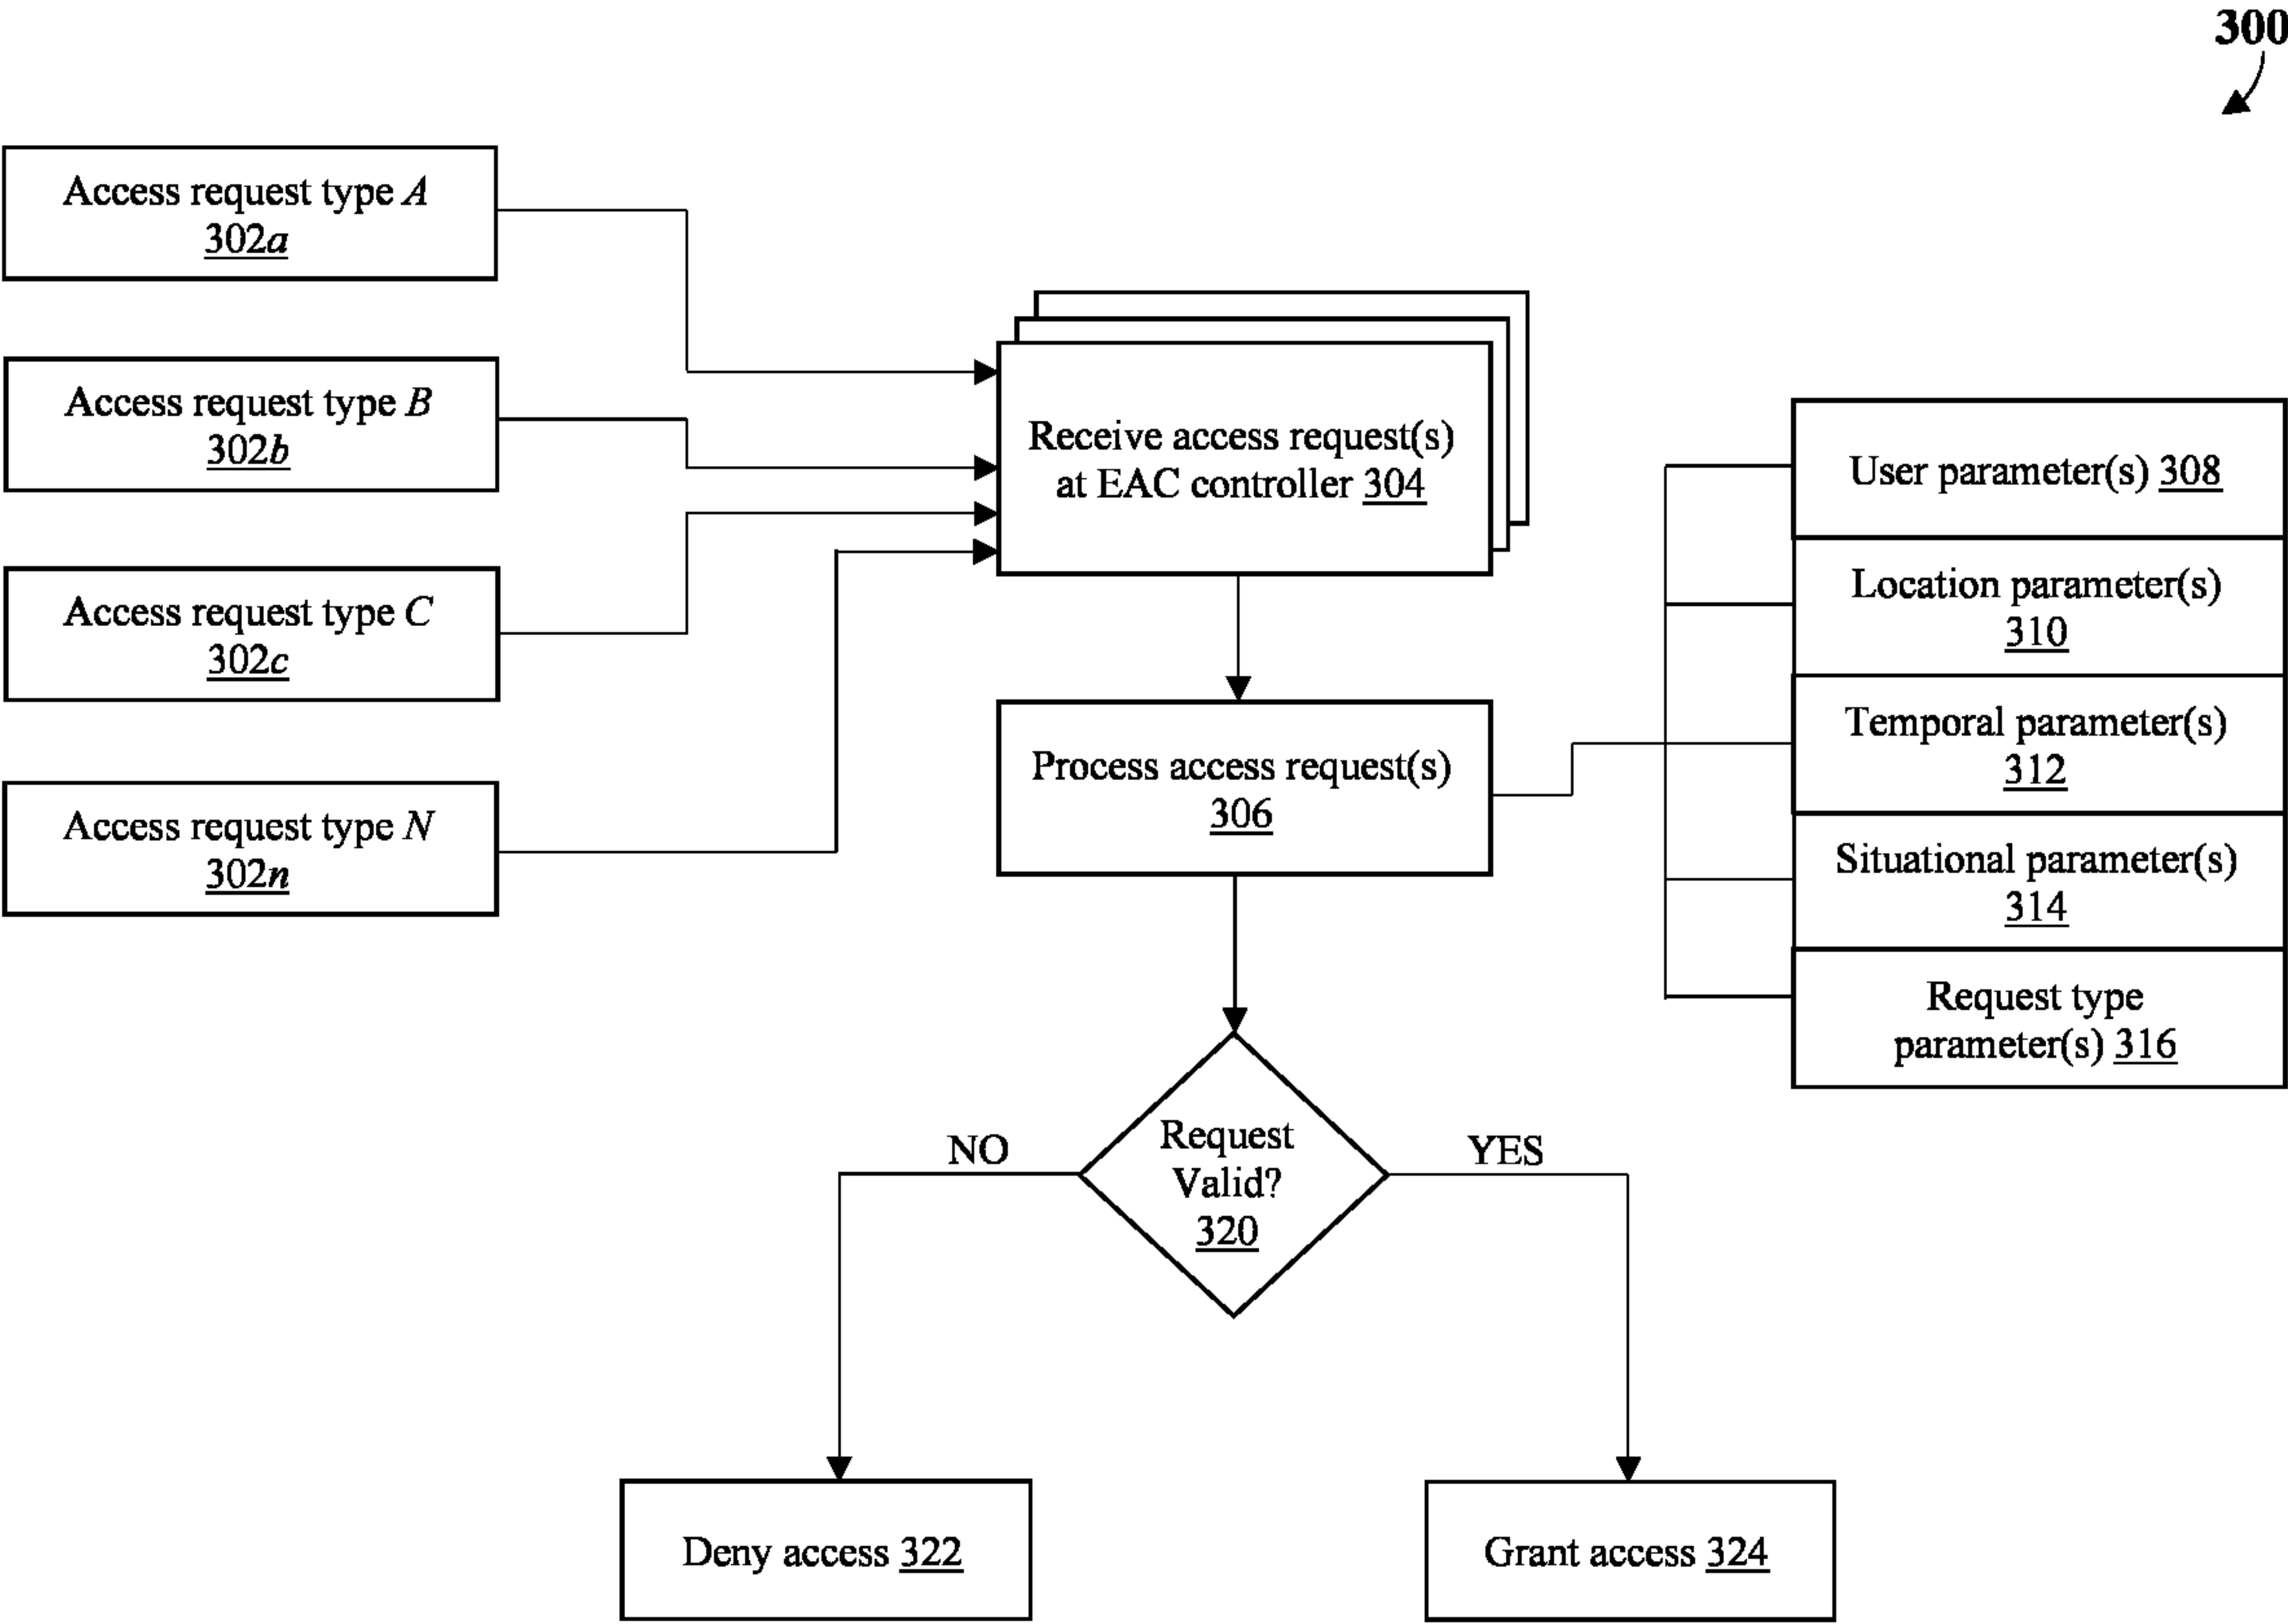 300
Access request type A
302a
Access request type B
302b
Access request type C
302c
Access request type N
302n
Receive access request(s)
at EAC controller 304
Process access request(s)
306
User parameter(s) 308
Location parameter(s)
310
Temporal parameter(s)
312
Situational parameter(s)
314
Request type
parameter(s) 316
Request
Valid?
320
NO
YES
Deny access 322
Grant access 324